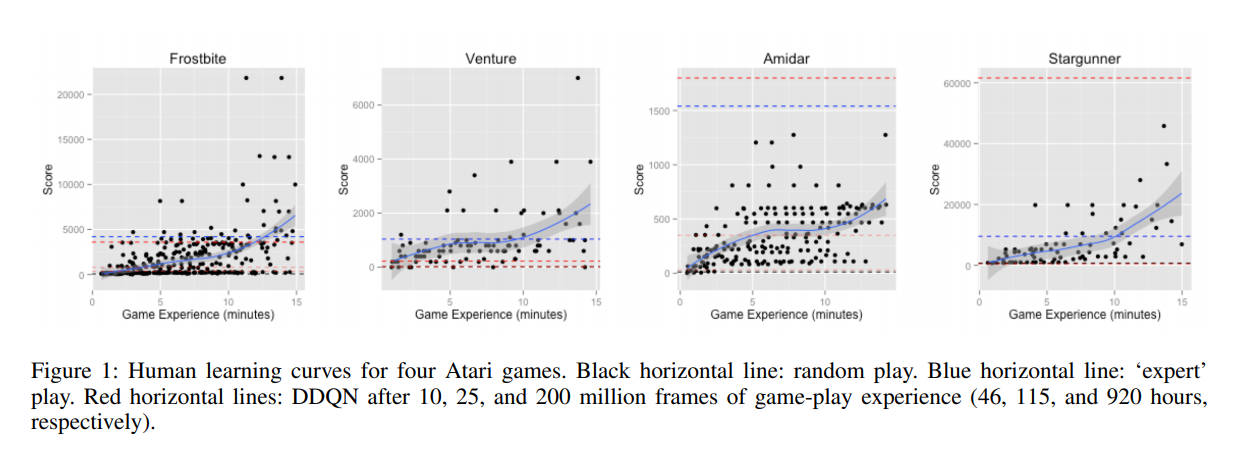 Frostbite
Venture
Amidar
Stargunner
Score
20000
15000
10000
5000
0
0
5
10
15
Game Experience (minutes)
Score
6000
4000
2000
0
5
10
15
Game Experience (minutes)
Score
1500
1000
500
0
0
5
10
Game Experience (minutes)
Score
60000
40000
20000
0
0
5
10
15
Game Experience (minutes)
Figure 1: Human learning curves for four Atari games. Black horizontal line: random play. Blue horizontal line: ‘expert’
play. Red horizontal lines: DDQN after 10, 25, and 200 million frames of game-play experience (46, 115, and 920 hours,
respectively).